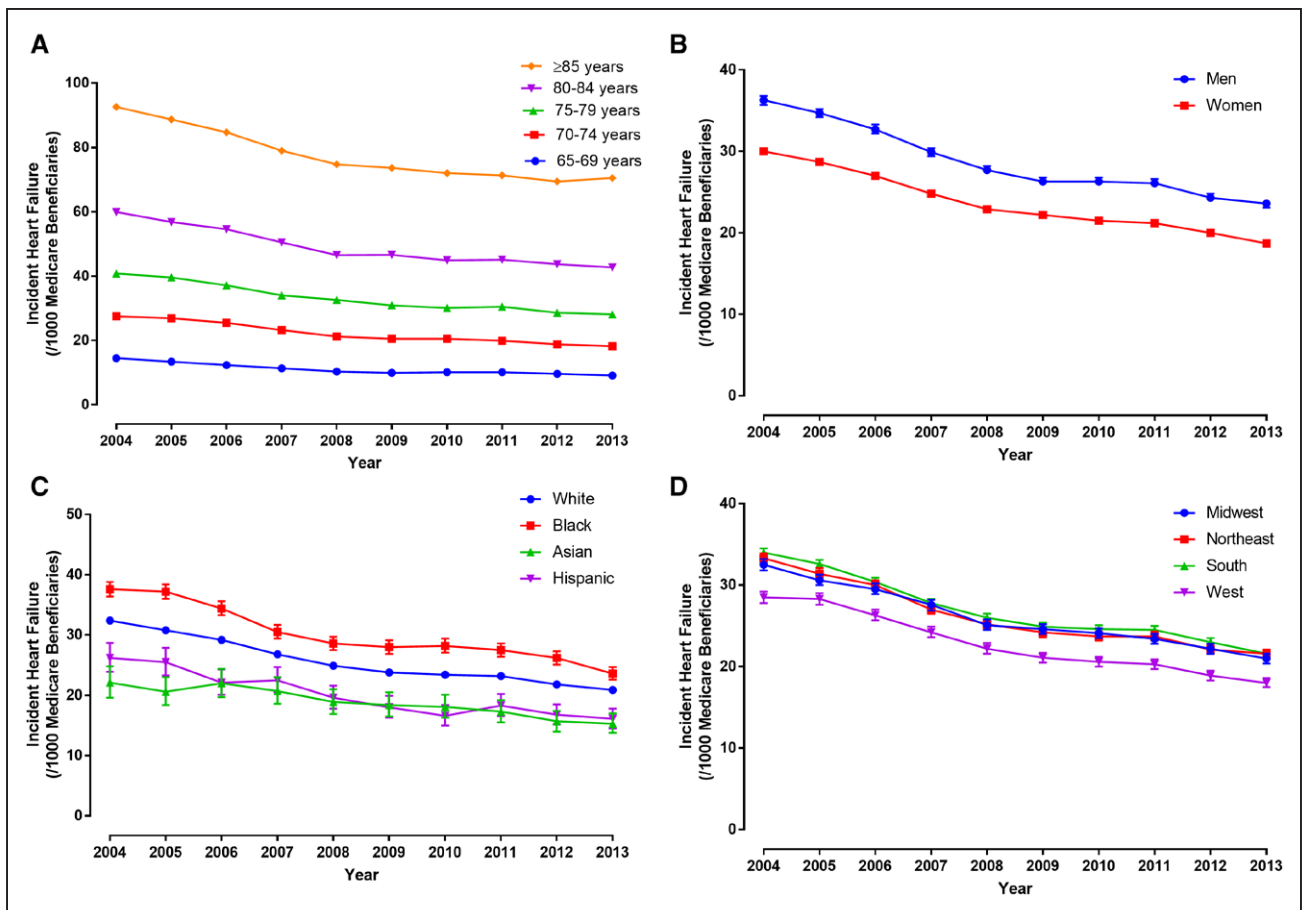 A
≥85 years
80-84 years
75-79 years
70-74 years
65-69 years
Incident Heart Failure
(/1000 Medicare Beneficiaries)
100
80
60
40
20
0
2004 2005 2006 2007 2008 2009 2010 2011 2012 2013
Year
B
Men
Women
Incident Heart Failure
(/1000 Medicare Beneficiaries)
40
30
20
10
0
2004 2005 2006 2007 2008 2009 2010 2011 2012 2013
Year
C
White
Black
Asian
Hispanic
Incident Heart Failure
(/1000 Medicare Beneficiaries)
50
40
30
20
10
0
2004 2005 2006 2007 2008 2009 2010 2011 2012 2013
Year
D
Midwest
Northeast
South
West
Incident Heart Failure
(/1000 Medicare Beneficiaries)
40
30
20
10
0
2004 2005 2006 2007 2008 2009 2010 2011 2012 2013
Year